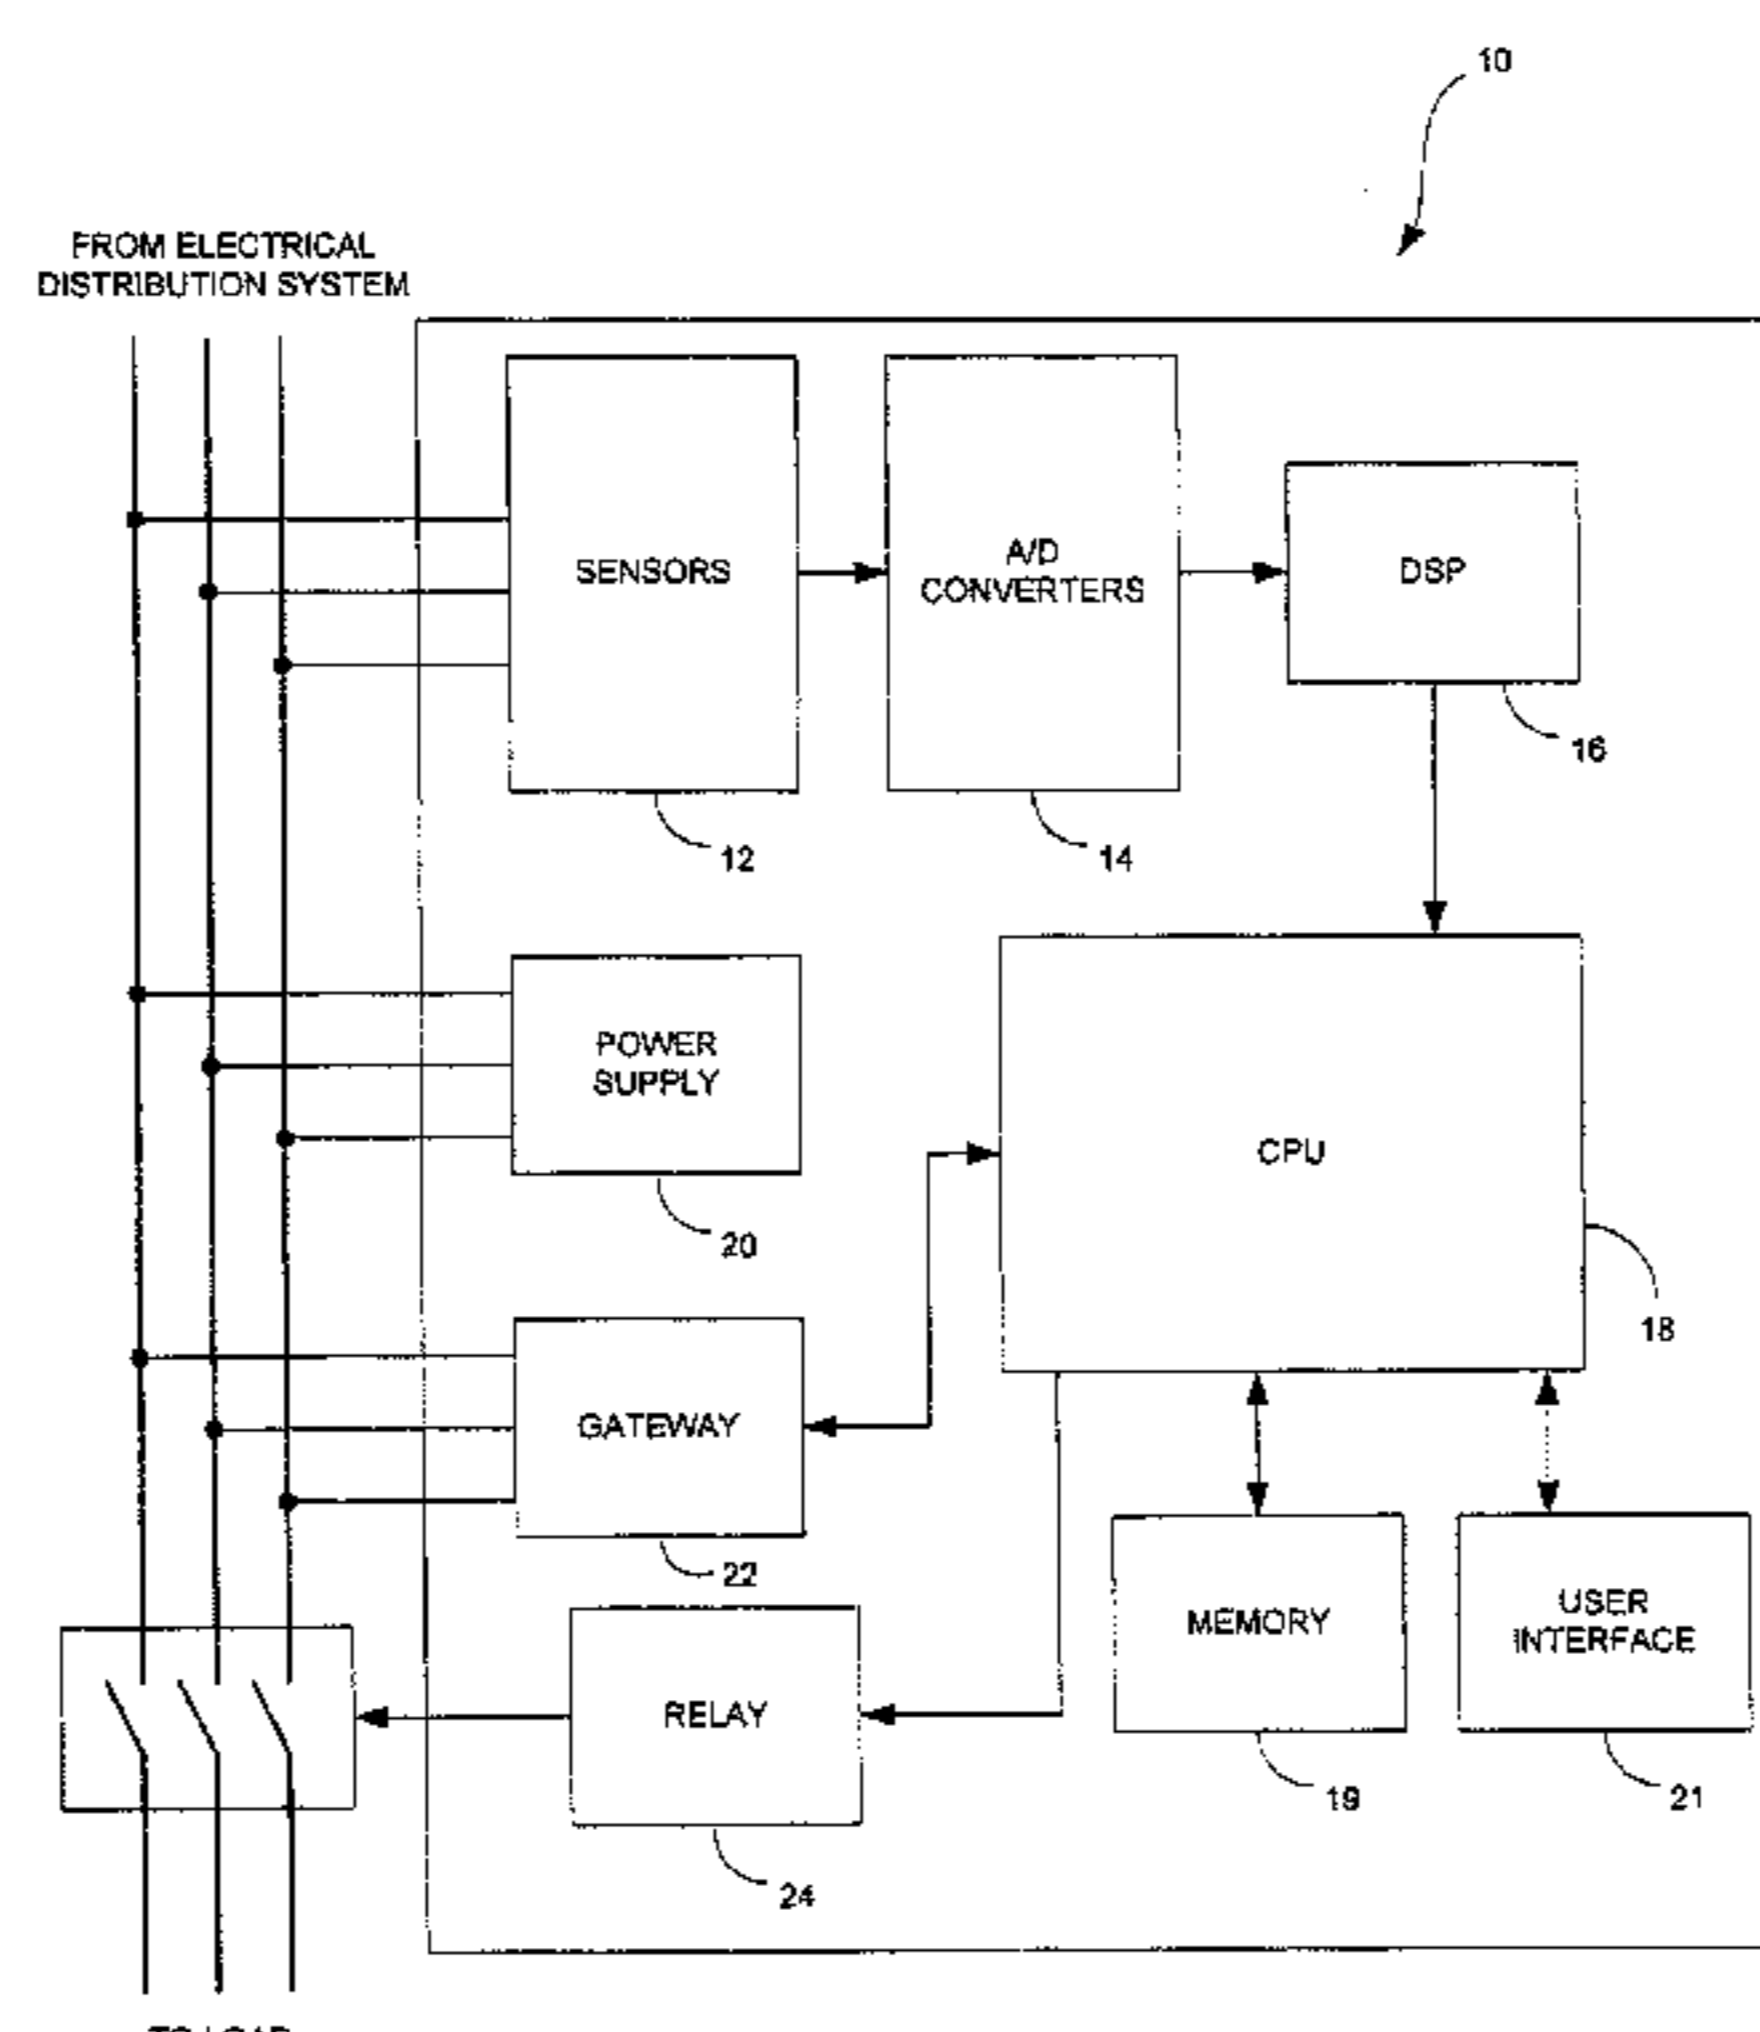 10
FROM ELECTRICAL
DISTRIBUTION SYSTEM
SENSORS
A/D
CONVERTERS
DSP
16
12
14
POWER
SUPPLY
CPU
20
18
GATEWAY
22
MEMORY
USER
INTERFACE
RELAY
19
21
24